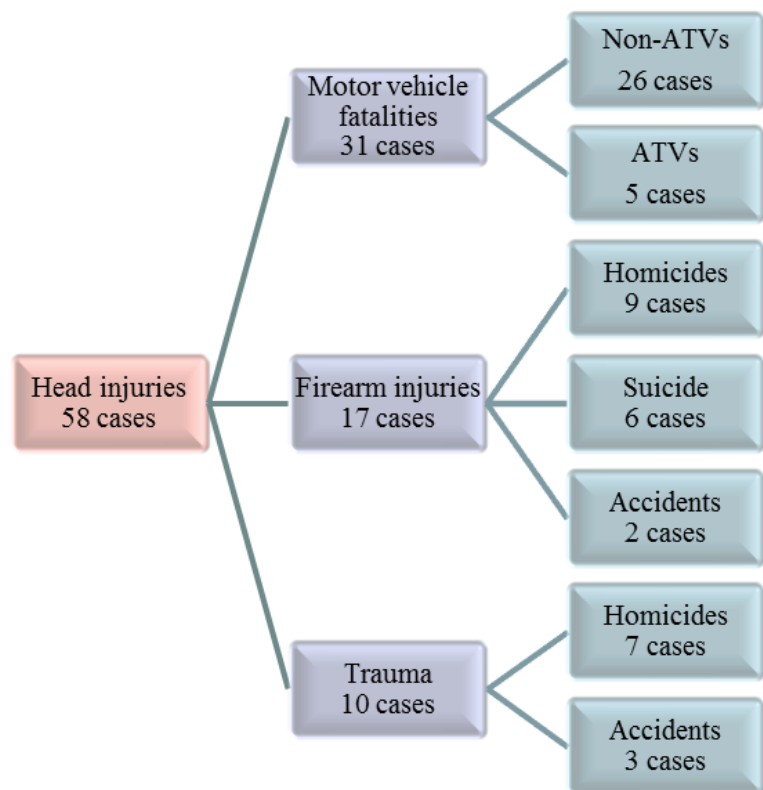 Head injuries
58 cases
Motor vehicle
fatalities
31 cases
Non-ATVs
26 cases
ATVs
5 cases
Firearm injuries
17 cases
Homicides
9 cases
Suicide
6 cases
Accidents
2 cases
Trauma
10 cases
Homicides
7 cases
Accidents
3 cases